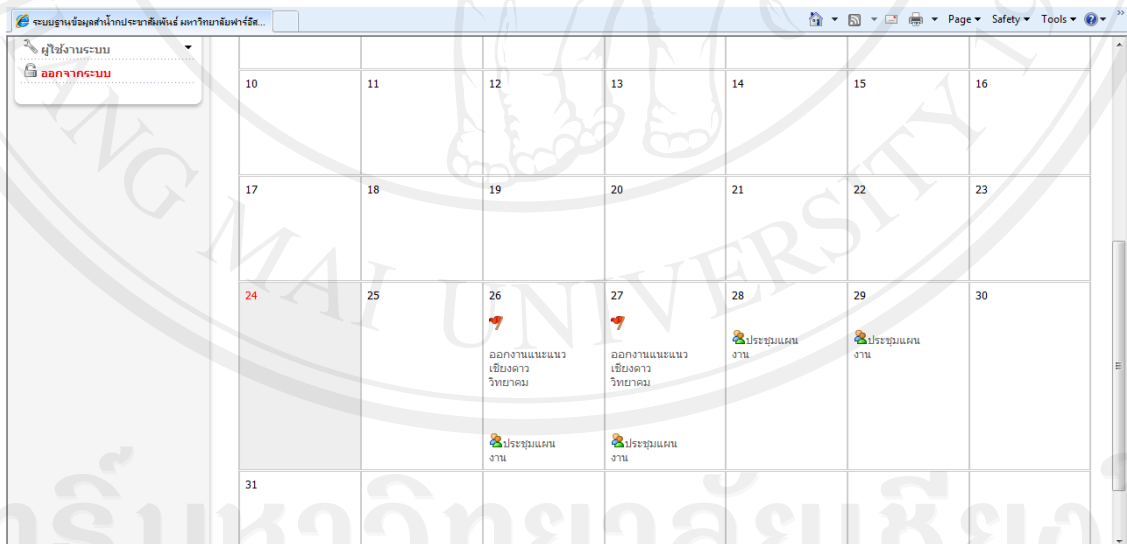 ระบบฐานข้อมูลสำนักประชาสัมพันธ์ มหาวิทยาลัยฟาร์อีส...
Page Safety Tools
ผู้ใช้งานระบบ
ออกจากระบบ
10 11 12 13 14 15 16
17 18 19 20 21 22 23
24 25 26 27 28 29 30
ออกงานแนะแนว
เชียงดาว
วิทยาคม
ประชุมแผน
งาน
ออกงานแนะแนว
เชียงดาว
วิทยาคม
ประชุมแผน
งาน
ประชุมแผน
งาน
ประชุมแผน
งาน
31
ANG MAI UNIVERSITY